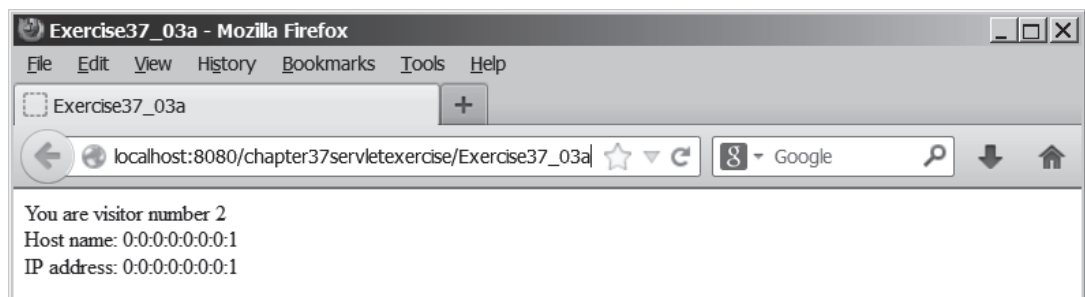 Exercise37_03a - Mozilla Firefox
File Edit View History Bookmarks Tools Help
Exercise37_03a +
localhost:8080/chapter37servletexercise/Exercise37_03a 8 Google
You are visitor number 2
Host name: 0:0:0:0:0:0:0:1
IP address: 0:0:0:0:0:0:0:1